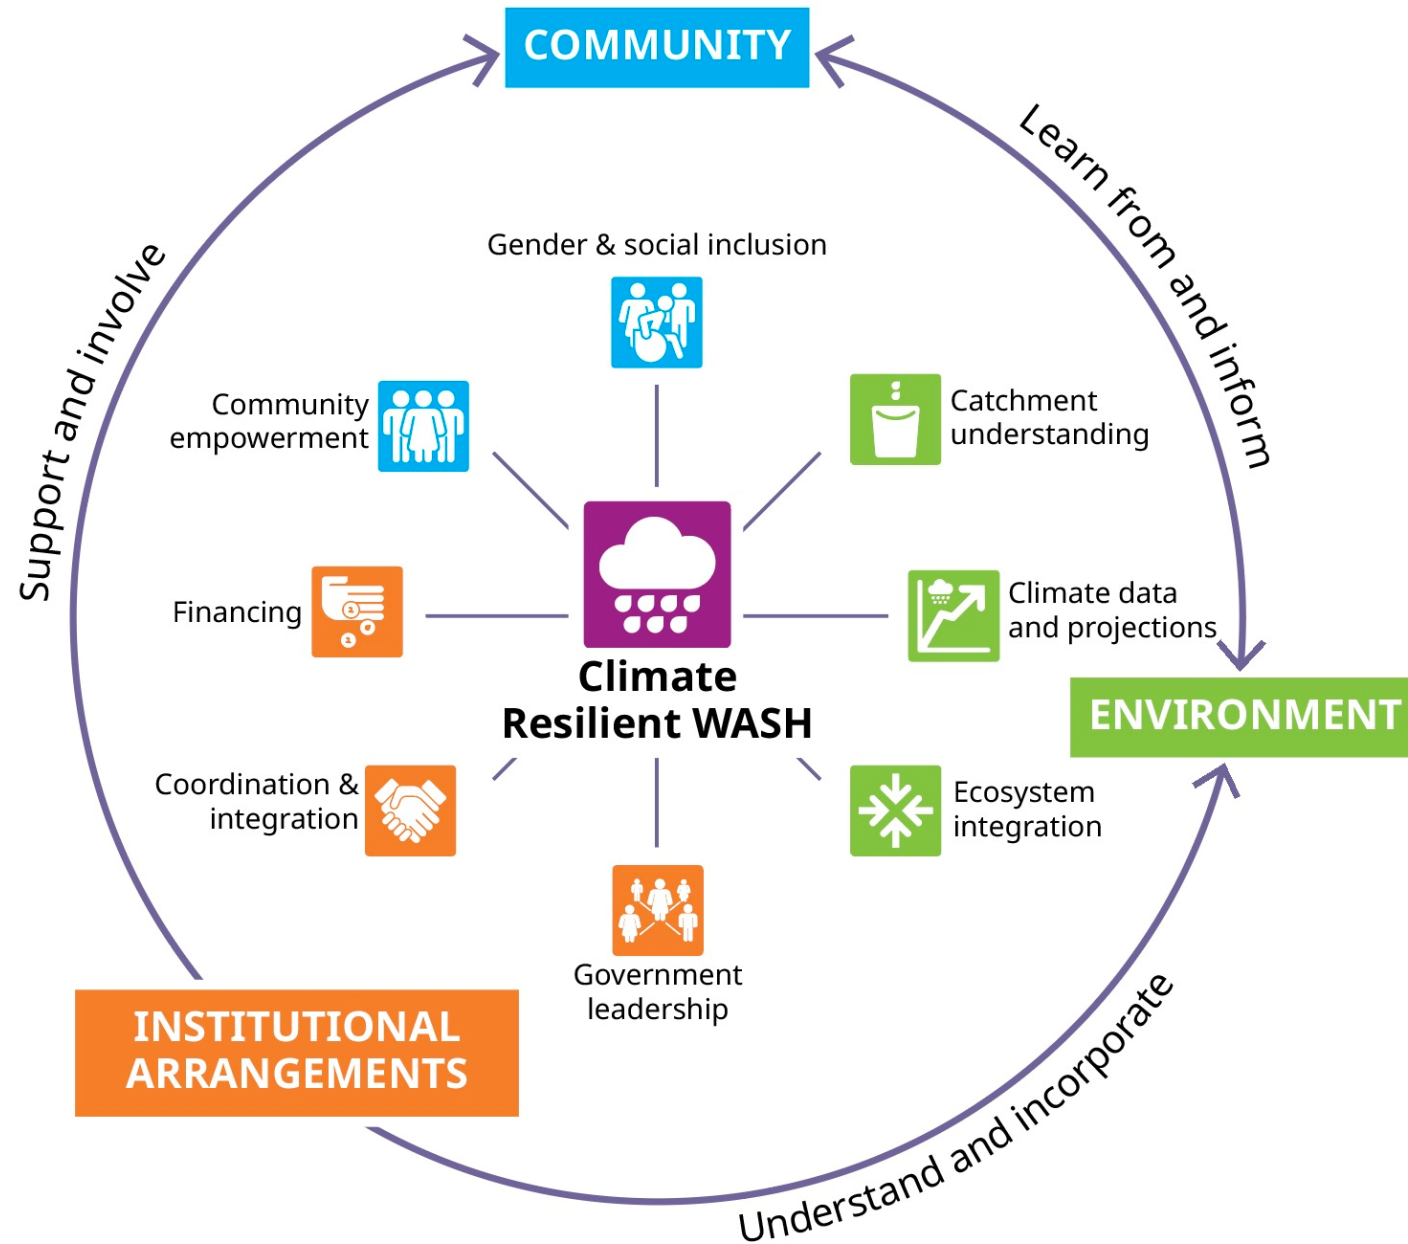 COMMUNITY
Learn from and inform
Support and involve
Gender & social inclusion
Community
empowerment
Catchment
understanding
Financing
Climate data
and projections
Climate
Resilient WASH
ENVIRONMENT
Coordination &
integration
Ecosystem
integration
Government
leadership
INSTITUTIONAL
ARRANGEMENTS
Understand and incorporate